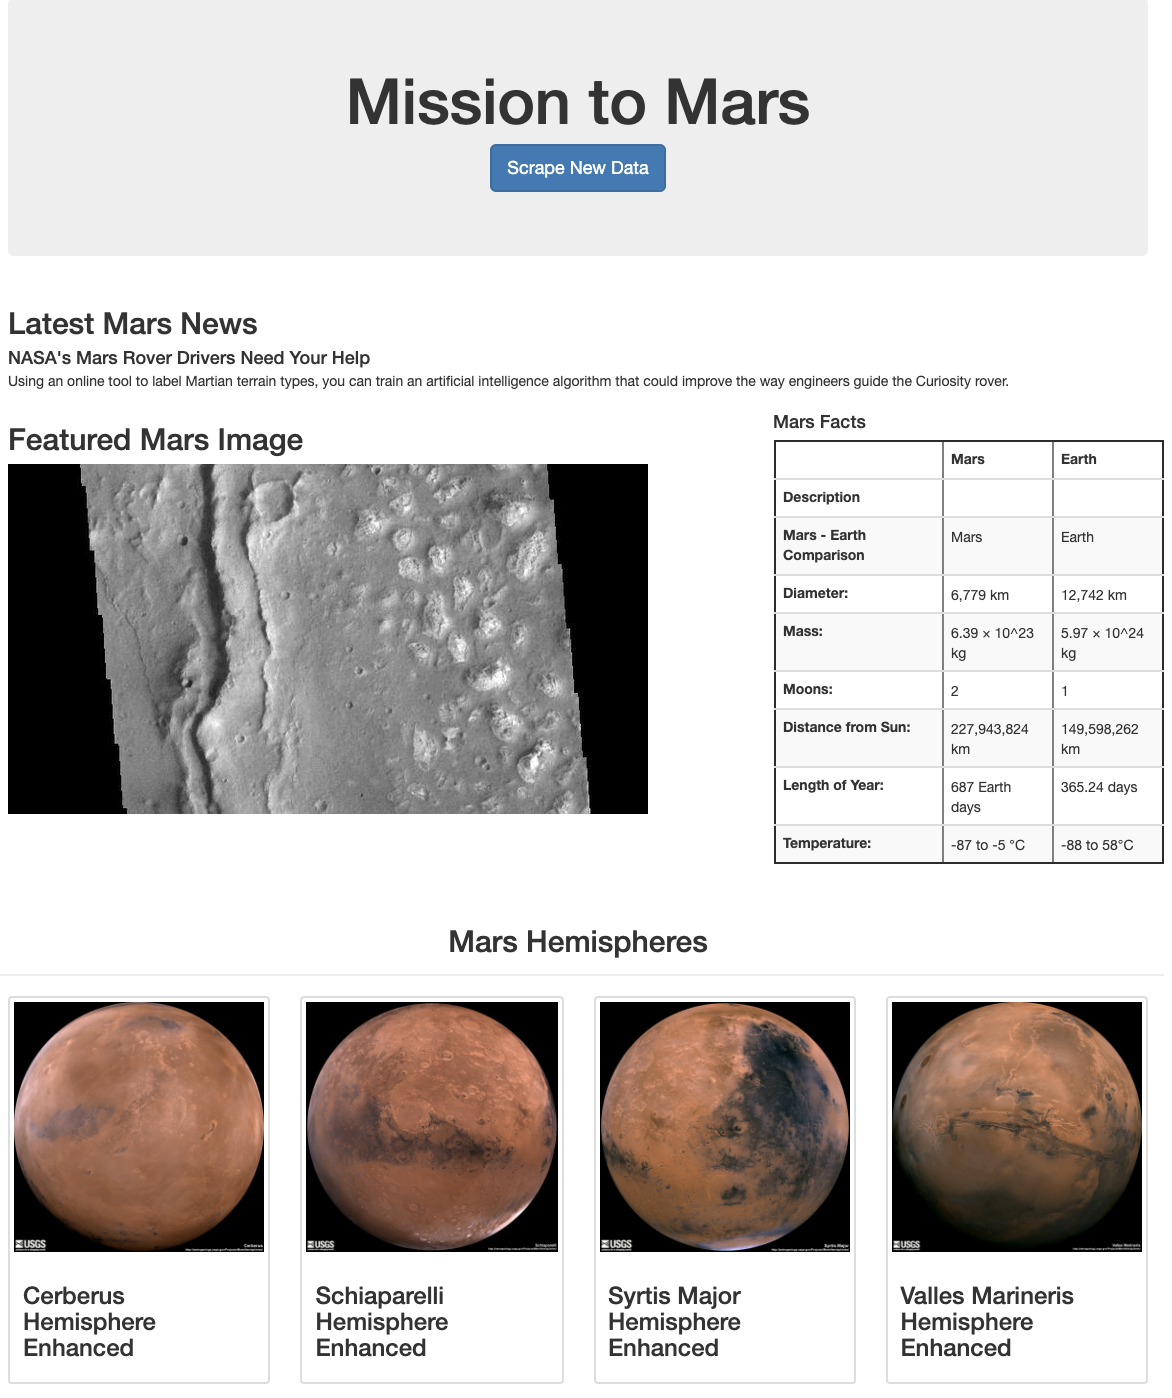 Mission to Mars
Scrape New Data
Latest Mars News
NASA's Mars Rover Drivers Need Your Help
Using an online tool to label Martian terrain types, you can train an artificial intelligence algorithm that could improve the way engineers guide the Curiosity rover.
Featured Mars Image
Mars Facts
Mars Earth
Description
Mars - Earth Comparison Mars Earth
Diameter: 6,779 km 12,742 km
Mass: 6.39 × 10^23 kg 5.97 × 10^24 kg
Moons: 2 1
Distance from Sun: 227,943,824 km 149,598,262 km
Length of Year: 687 Earth days 365.24 days
Temperature: -87 to -5 °C -88 to 58°C
Mars Hemispheres
USGS Cerberus
USGS Schiaparelli
USGS Syrtis Major
USGS Valles Marineris
Cerberus
Hemisphere
Enhanced
Schiaparelli
Hemisphere
Enhanced
Syrtis Major
Hemisphere
Enhanced
Valles Marineris
Hemisphere
Enhanced